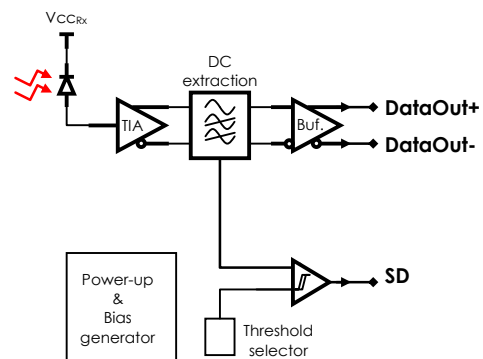 VccRx
DC
extraction
TIA
Buf.
DataOut+
DataOut-
SD
Power-up
&
Bias
generator
Threshold
selector